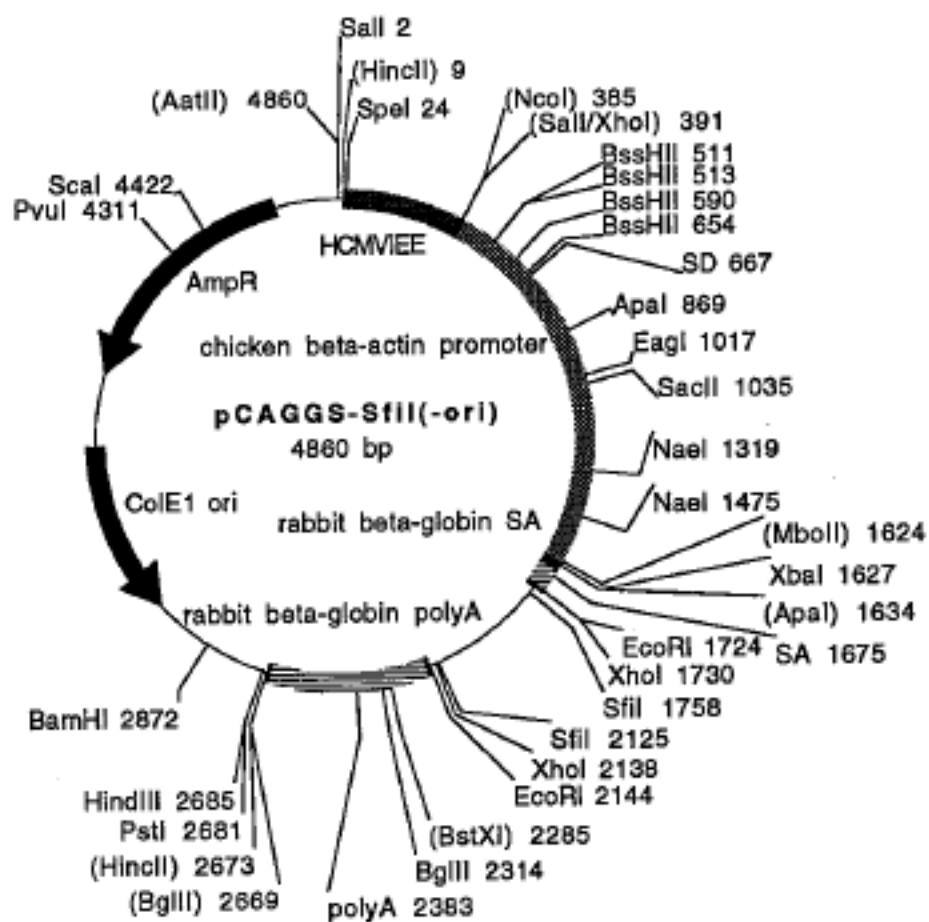 SalI 2
(HincII) 9
(AatII) 4860
SpeI 24
(NcoI) 385
(SalI/XhoI) 391
BssHII 511
BssHII 513
BssHII 590
BssHII 654
ScaI 4422
PvuI 4311
HCMVIEE
SD 667
AmpR
ApaI 869
chicken beta-actin promoter
EagI 1017
SacII 1035
pCAGGS-SfiI(-ori)
4860 bp
NaeI 1319
ColE1 ori
NaeI 1475
rabbit beta-globin SA
(MboII) 1624
XbaI 1627
(ApaI) 1634
rabbit beta-globin polyA
EcoRI 1724
SA 1675
XhoI 1730
SfiI 1758
BamHI 2872
SfiI 2125
XhoI 2138
EcoRI 2144
HindIII 2685
PstI 2681
(HincII) 2673
(BglII) 2669
(BstXI) 2285
BglII 2314
polyA 2383